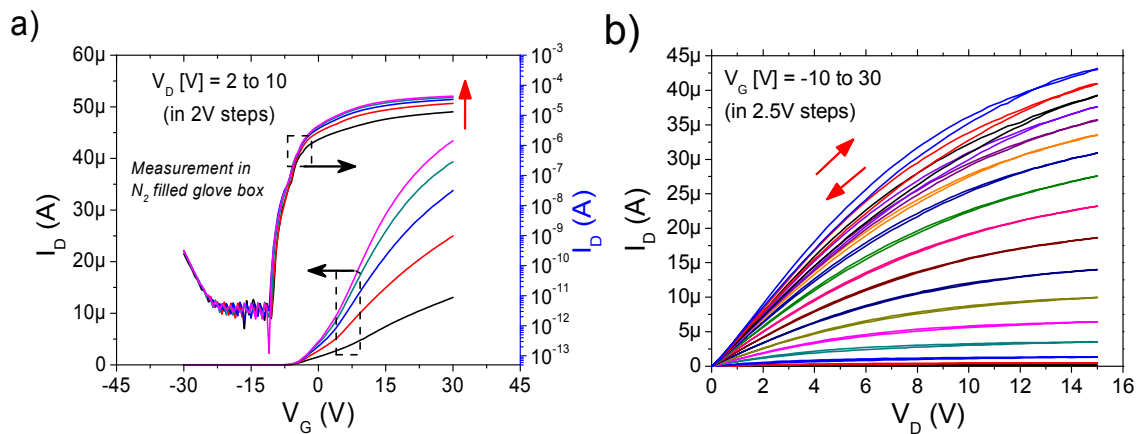 a)
60µ
50µ
40µ
30µ
20µ
10µ
0
I_D (A)
V_D [V] = 2 to 10
(in 2V steps)
Measurement in
N_2 filled glove box
10^-3
10^-4
10^-5
10^-6
10^-7
10^-8
10^-9
10^-10
10^-11
10^-12
10^-13
I_D (A)
-45 -30 -15 0 15 30 45
V_G (V)
b)
45µ
40µ
35µ
30µ
25µ
20µ
15µ
10µ
5µ
0
I_D (A)
V_G [V] = -10 to 30
(in 2.5V steps)
0 2 4 6 8 10 12 14 16
V_D (V)